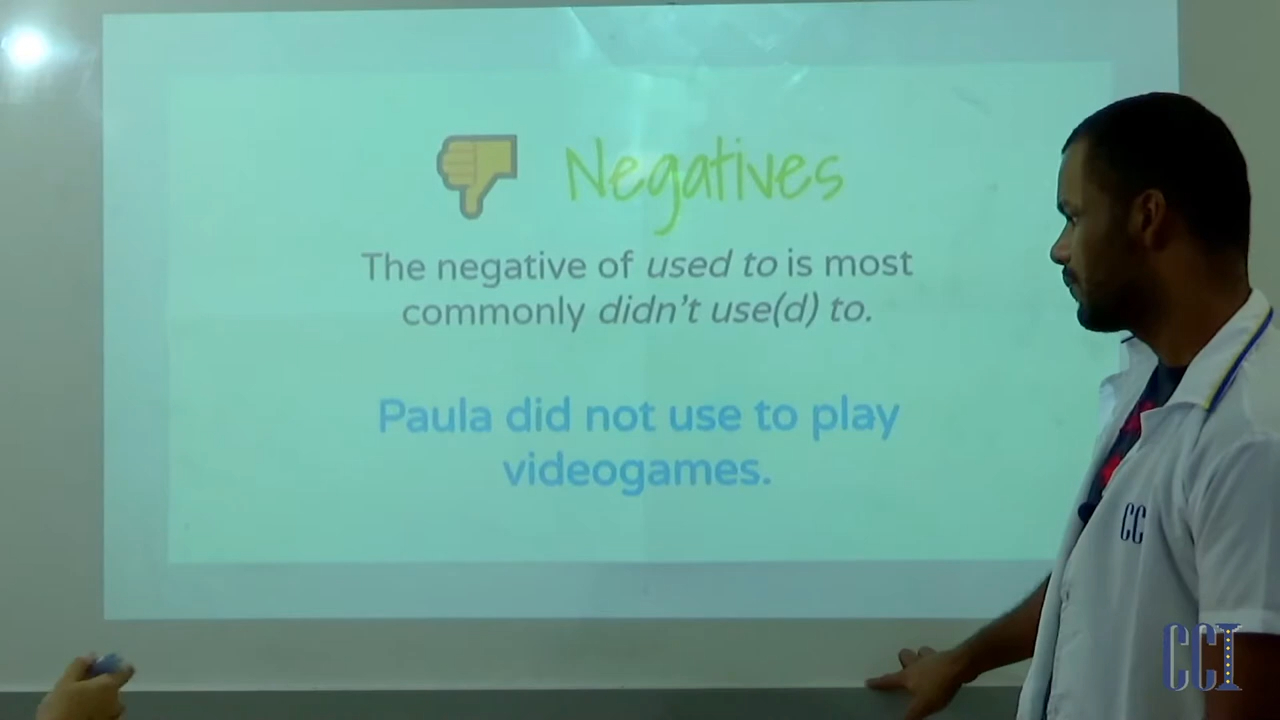 Negatives
The negative of used to is most
commonly didn't use(d) to.
Paula did not use to play
videogames.
CC
CCI